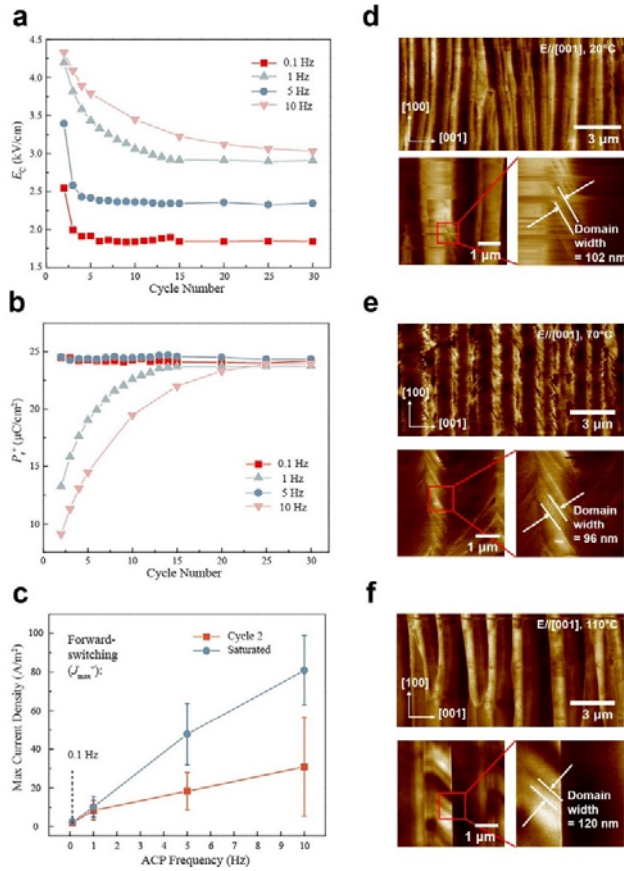 a
4.5
4.0
3.5
3.0
2.5
2.0
1.5
E_C (kV/cm)
0.1 Hz
1 Hz
5 Hz
10 Hz
0 5 10 15 20 25 30
Cycle Number
b
25
20
15
10
P_r^+ (μC/cm²)
0.1 Hz
1 Hz
5 Hz
10 Hz
0 5 10 15 20 25 30
Cycle Number
c
100
80
60
40
20
0
Max Current Density (A/m²)
Forward-
switching
(J_max^+):
Cycle 2
Saturated
0.1 Hz
0 1 2 3 4 5 5 6 7 8 9 10
ACP Frequency (Hz)
d
E//[001], 20°C
[100]
[001]
3 μm
1 μm
Domain
width
= 102 nm
e
E//[001], 70°C
[100]
[001]
3 μm
1 μm
Domain
width
= 96 nm
f
E//[001], 110°C
[100]
[001]
3 μm
1 μm
Domain
width
= 120 nm